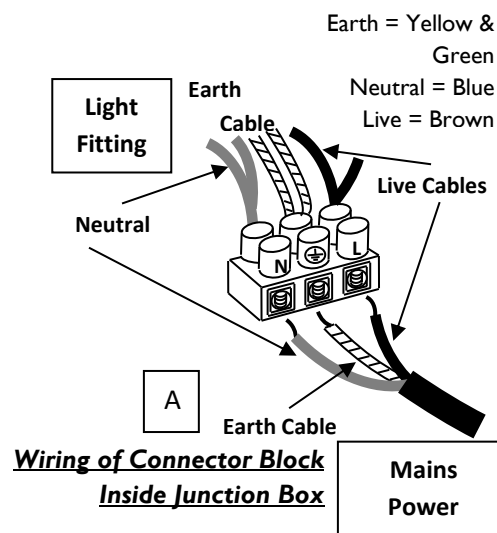 Earth = Yellow &
Green
Neutral = Blue
Live = Brown
Light
Fitting
Earth
Cable
Live Cables
Neutral
N
L
A
Earth Cable
Wiring of Connector Block
Inside Junction Box
Mains
Power